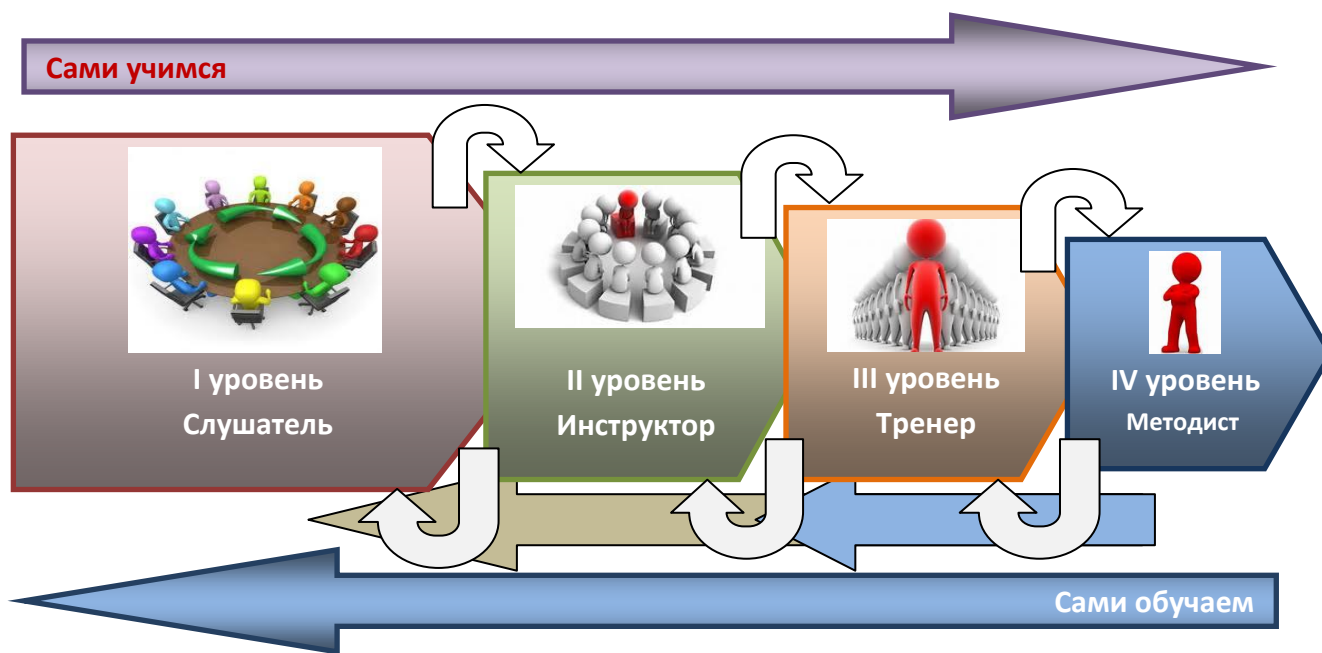 Сами учимся
I уровень
Слушатель
II уровень
Инструктор
III уровень
Тренер
IV уровень
Методист
Сами обучаем